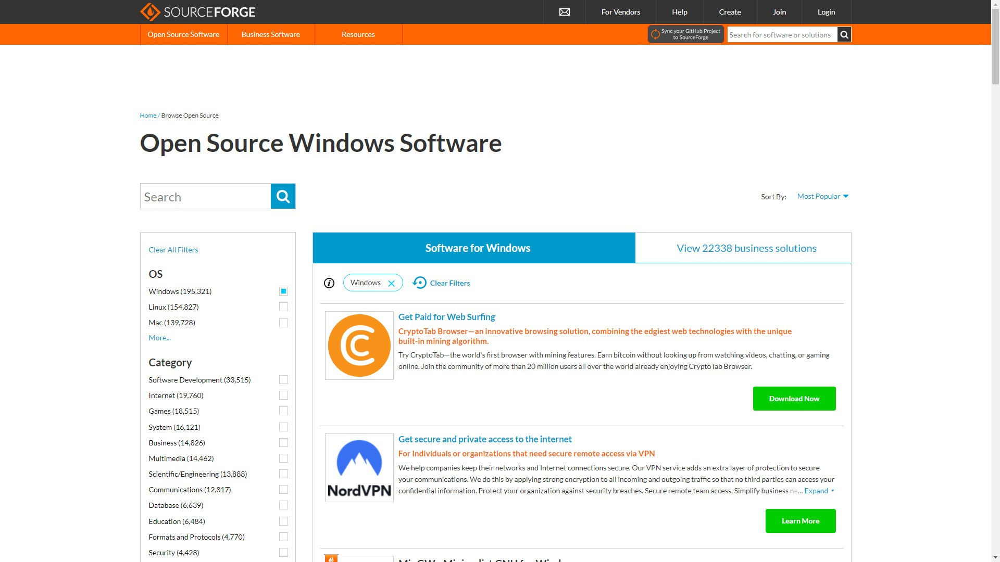 SOURCEFORGE
For Vendors
Help
Create
Join
Login
Open Source Software
Business Software
Resources
Sync your GitHub Project
to SourceForge
Search for software or solutions
Home / Browse Open Source
Open Source Windows Software
Search
Sort By:
Most Popular
Clear All Filters
OS
Windows (195,321)
Linux (154,827)
Mac (139,728)
More...
Category
Software Development (33,515)
Internet (19,760)
Games (18,515)
System (16,121)
Business (14,826)
Multimedia (14,462)
Scientific/Engineering (13,888)
Communications (12,817)
Database (6,639)
Education (6,484)
Formats and Protocols (4,770)
Security (4,428)
Software for Windows
View 22338 business solutions
Windows
Clear Filters
Get Paid for Web Surfing
CryptoTab Browser—an innovative browsing solution, combining the edgiest web technologies with the unique
built-in mining algorithm.
Try CryptoTab—the world's first browser with mining features. Earn bitcoin without looking up from watching videos, chatting, or gaming
online. Join the community of more than 20 million users all over the world already enjoying CryptoTab Browser.
Download Now
NordVPN
Get secure and private access to the internet
For Individuals or organizations that need secure remote access via VPN
We help companies keep their networks and Internet connections secure. Our VPN service adds an extra layer of protection to secure
your communications. We do this by applying strong encryption to all incoming and outgoing traffic so that no third parties can access your
confidential information. Protect your organization against security breaches. Secure remote team access. Simplify business ne... Expand
Learn More